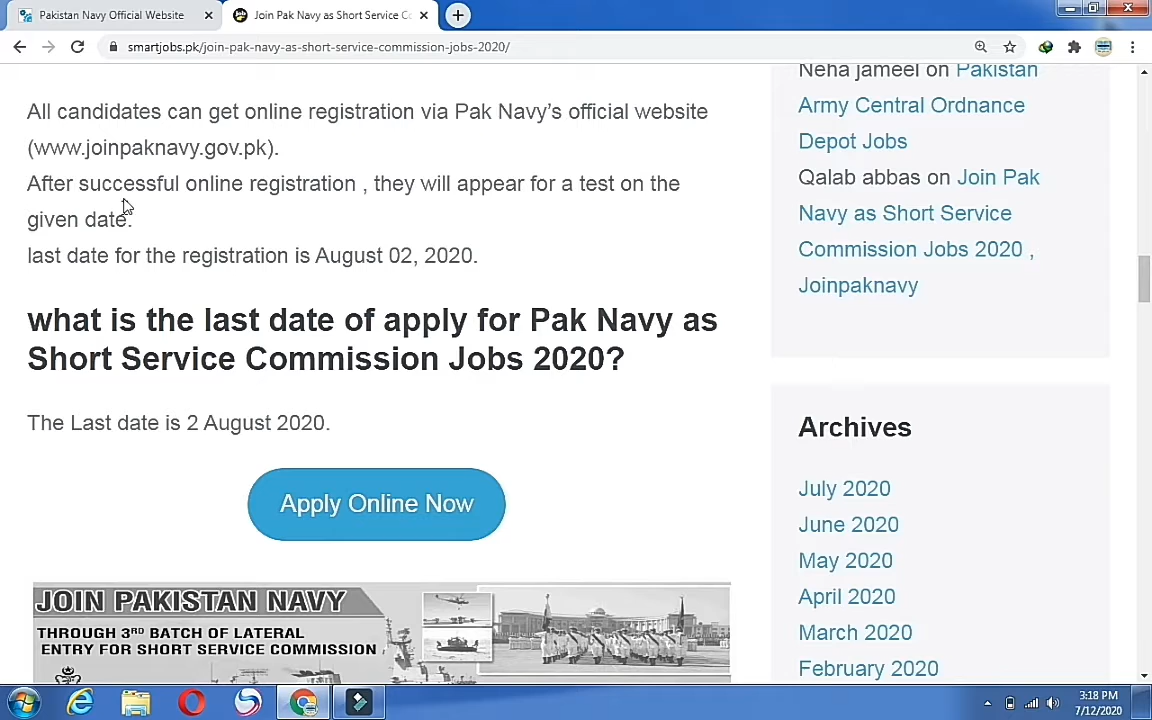 Pakistan Navy Official Website
Join Pak Navy as Short Service Co
smartjobs.pk/join-pak-navy-as-short-service-commission-jobs-2020/
All candidates can get online registration via Pak Navy’s official website
(www.joinpaknavy.gov.pk).
After successful online registration , they will appear for a test on the
given date.
last date for the registration is August 02, 2020.
what is the last date of apply for Pak Navy as
Short Service Commission Jobs 2020?
The Last date is 2 August 2020.
Apply Online Now
JOIN PAKISTAN NAVY
THROUGH 3RD BATCH OF LATERAL
ENTRY FOR SHORT SERVICE COMMISSION
Neha jameel on Pakistan
Army Central Ordnance
Depot Jobs
Qalab abbas on Join Pak
Navy as Short Service
Commission Jobs 2020 ,
Joinpaknavy
Archives
July 2020
June 2020
May 2020
April 2020
March 2020
February 2020
3:18 PM
7/12/2020